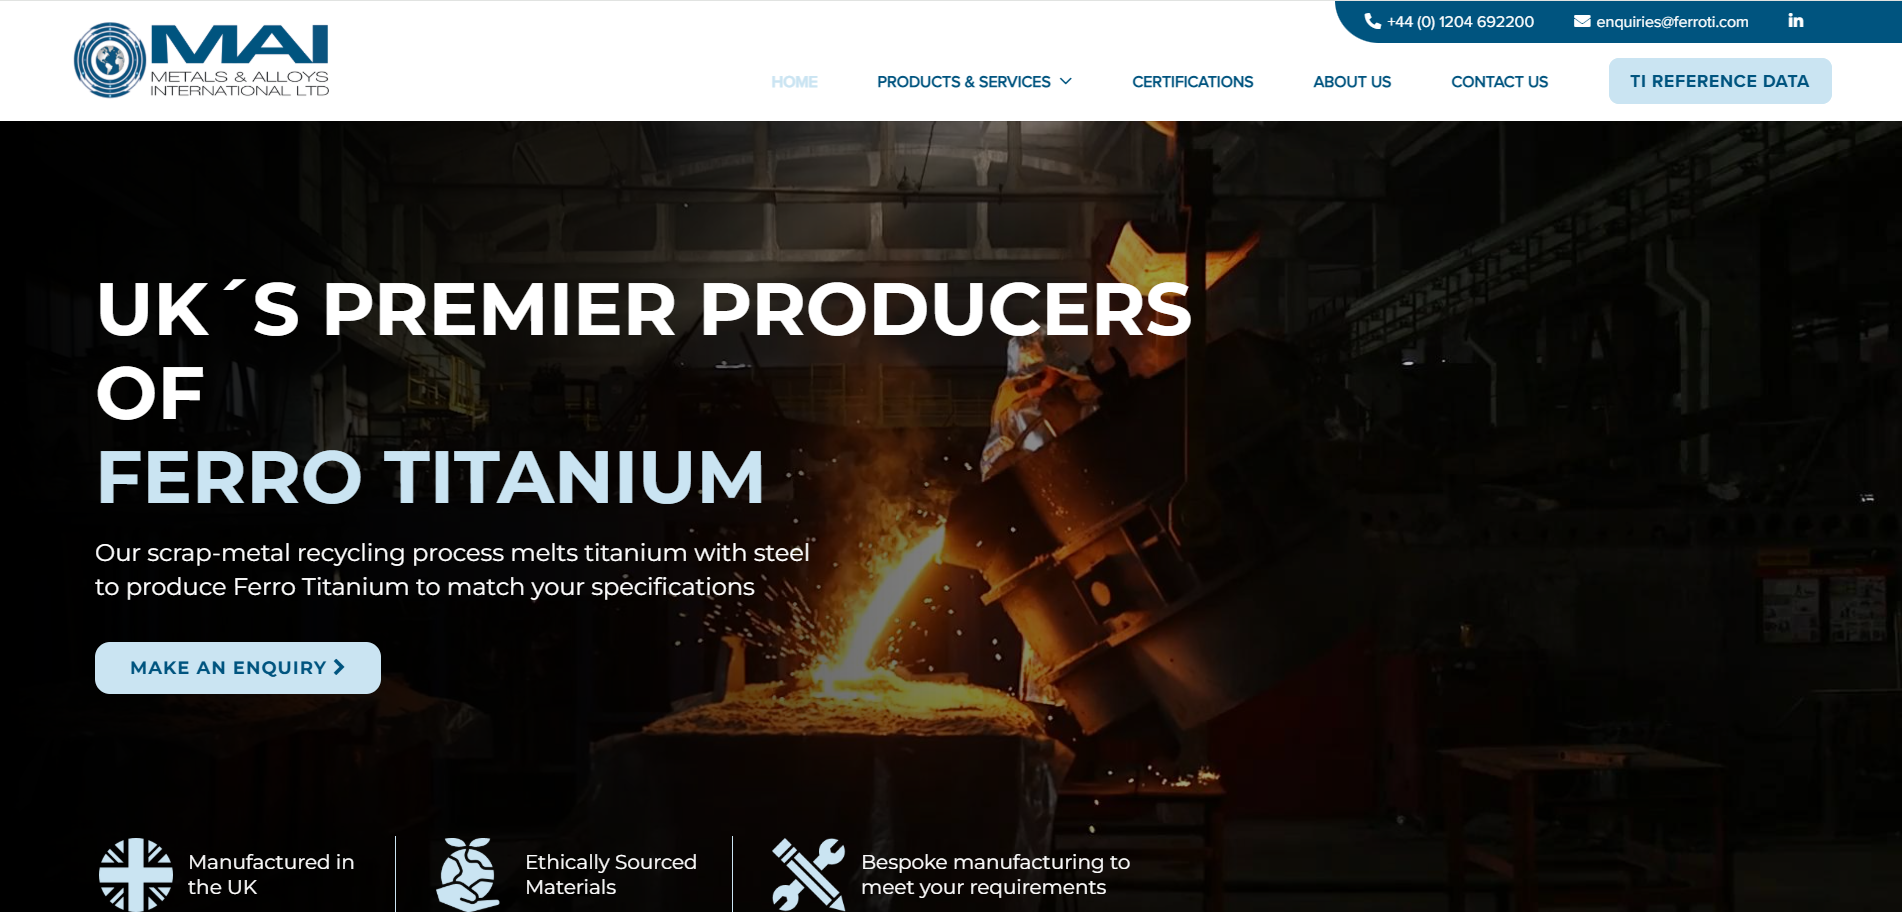 +44 (0) 1204 692200 enquiries@ferroti.com in
MAI
METALS & ALLOYS
INTERNATIONAL LTD
HOME PRODUCTS & SERVICES CERTIFICATIONS ABOUT US CONTACT US TI REFERENCE DATA
UK´S PREMIER PRODUCERS
OF
FERRO TITANIUM
Our scrap-metal recycling process melts titanium with steel
to produce Ferro Titanium to match your specifications
MAKE AN ENQUIRY
Manufactured in
the UK
Ethically Sourced
Materials
Bespoke manufacturing to
meet your requirements